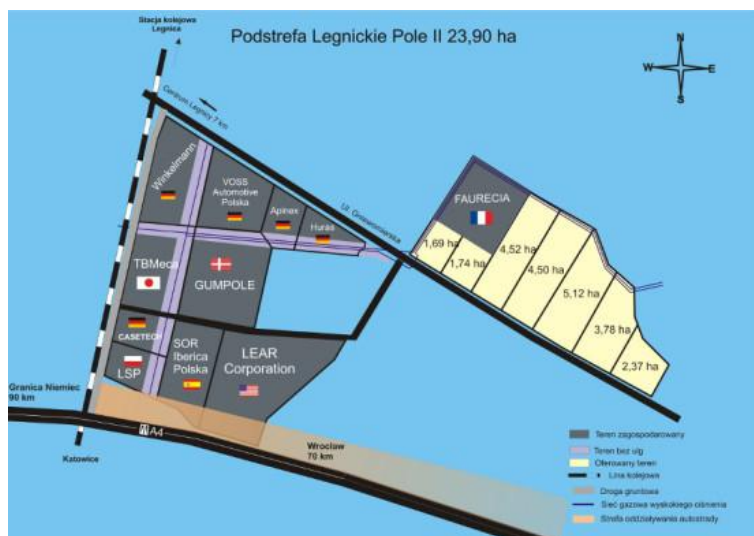 Podstrefa Legnickie Pole II 23,90 ha
Stacja kolejowa
Legnica
Centrum Legnicy 7 km
N
W
E
S
Winkelmann
VOSS
Automotive
Polska
Apinex
Huras
FAURECIA
1,69 ha
1,74 ha
4,52 ha
4,50 ha
5,12 ha
3,78 ha
2,37 ha
TBMeca
GUMPOLE
CASETECH
LSP
SOR
Iberica
Polska
LEAR
Corporation
Granica Niemiec
90 km
A4
Wrocław
70 km
Katowice
Teren zagospodarowany
Teren bez ulg
Oferowany teren
Linia kolejowa
Droga gruntowa
Sieć gazowa wysokiego ciśnienia
Strefa oddziaływania autostrady